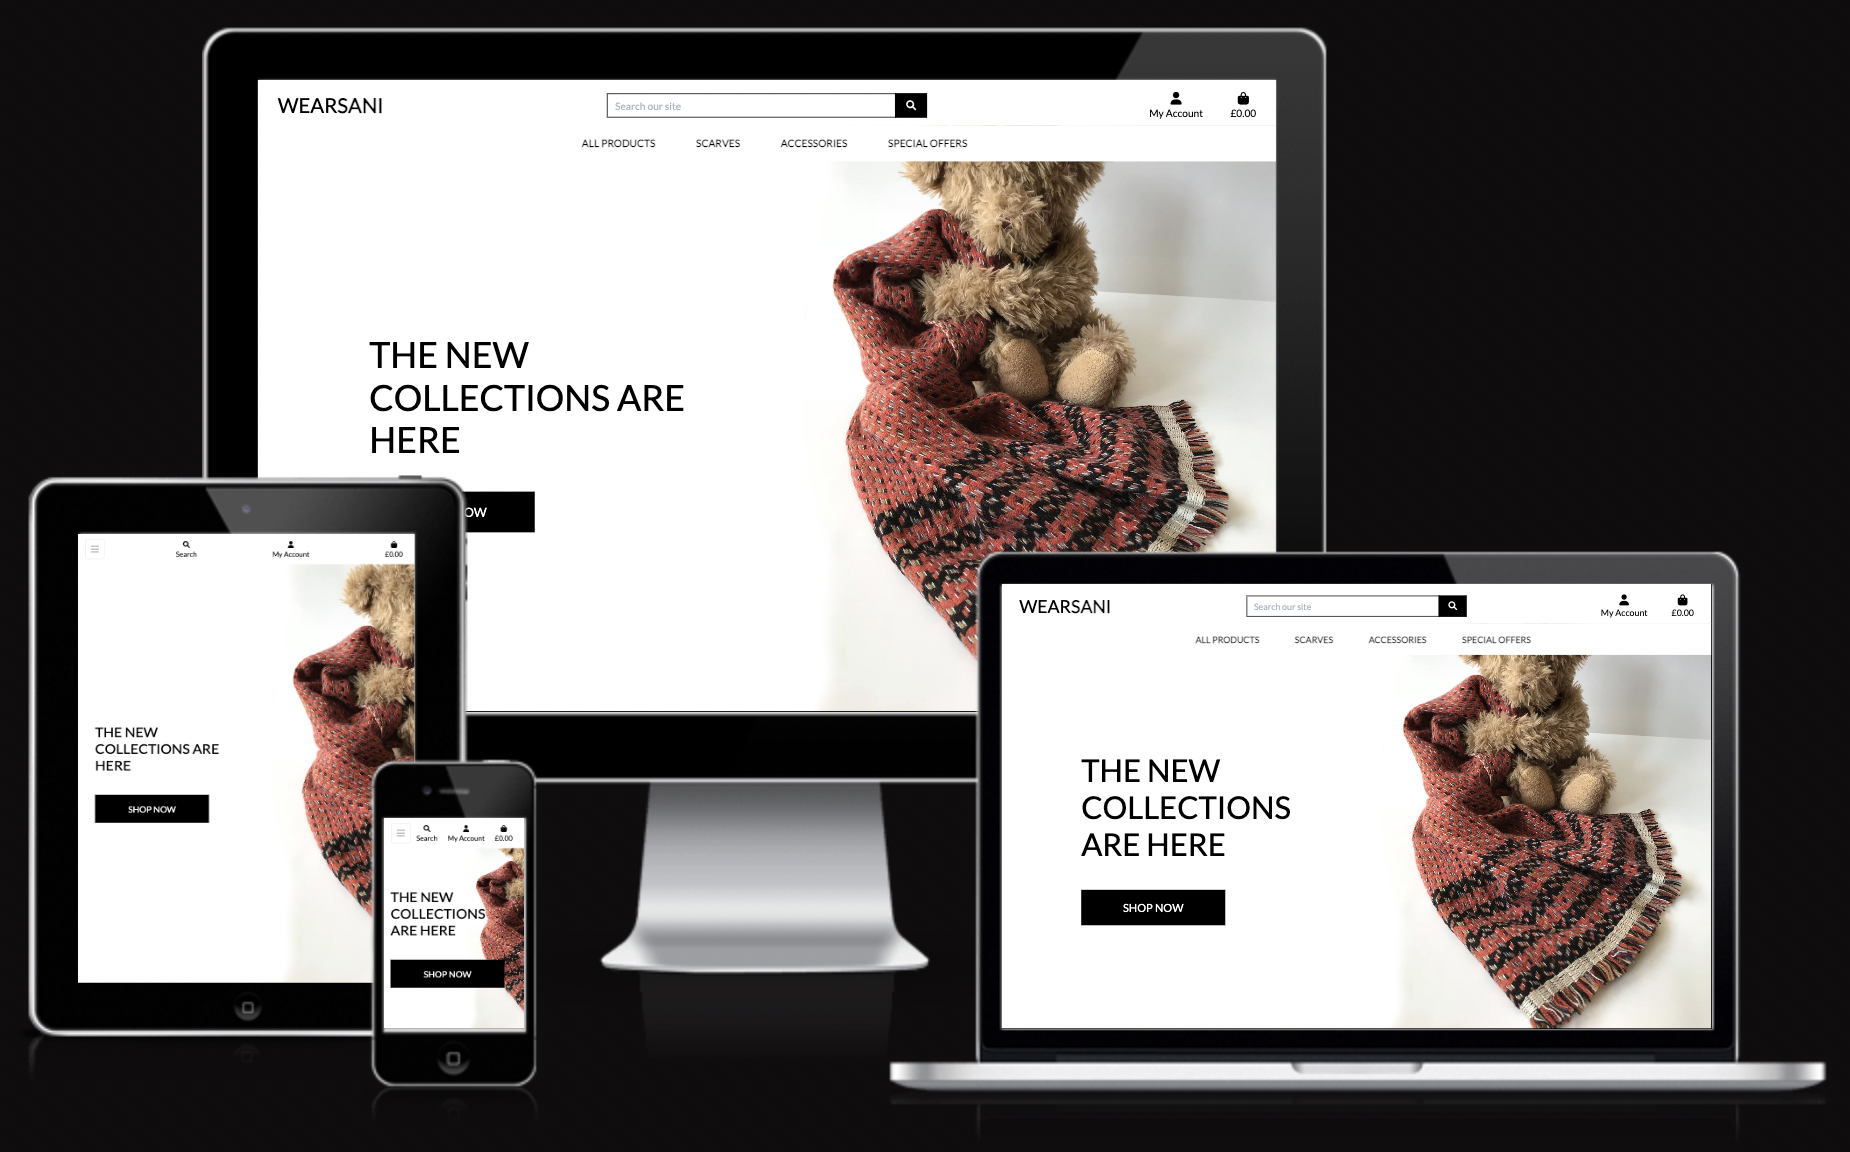 WEARSANI
Search our site
My Account
£0.00
ALL PRODUCTS
SCARVES
ACCESSORIES
SPECIAL OFFERS
THE NEW
COLLECTIONS ARE
HERE
OW
Search
My Account
£0.00
THE NEW
COLLECTIONS ARE
HERE
SHOP NOW
Search
My Account
£0.00
THE NEW
COLLECTIONS
ARE HERE
SHOP NOW
WEARSANI
Search our site
My Account
£0.00
ALL PRODUCTS
SCARVES
ACCESSORIES
SPECIAL OFFERS
THE NEW
COLLECTIONS
ARE HERE
SHOP NOW